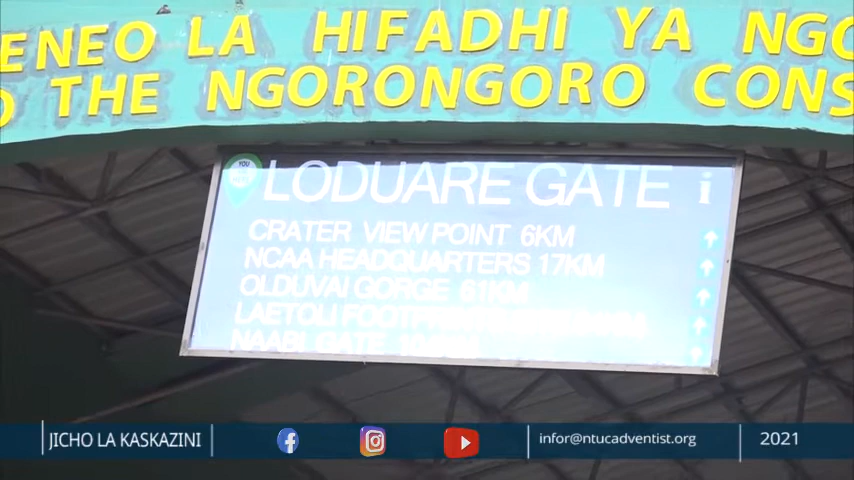 ENEO LA HIFADHI YA NGO
O THE NGORONGORO CONS
YOU
LODUARE GATE i
CRATER VIEW POINT 6KM
NCAA HEADQUARTERS 17KM
OLDUVAI GORGE 61KM
LAETOLI
NAABI GATE
JICHO LA KASKAZINI infor@ntucadventist.org 2021